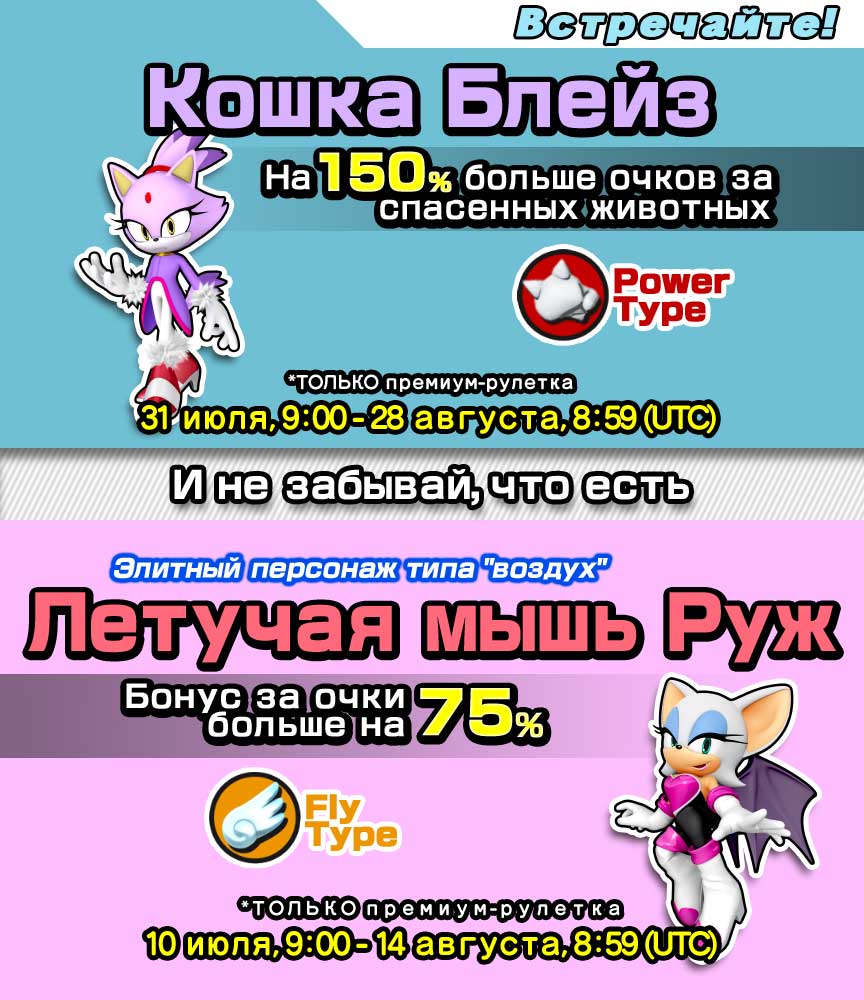 Встречайте!
Кошка Блейз
На 150% больше очков за
спасенных животных
Power
Type
*ТОЛЬКО премиум-рулетка
31 июля, 9:00 - 28 августа, 8:59 (UTC)
И не забывай, что есть
Элитный персонаж типа "воздух"
Летучая мышь Руж
Бонус за очки
больше на 75%
Fly
Type
*ТОЛЬКО премиум-рулетка
10 июля, 9:00 - 14 августа, 8:59 (UTC)